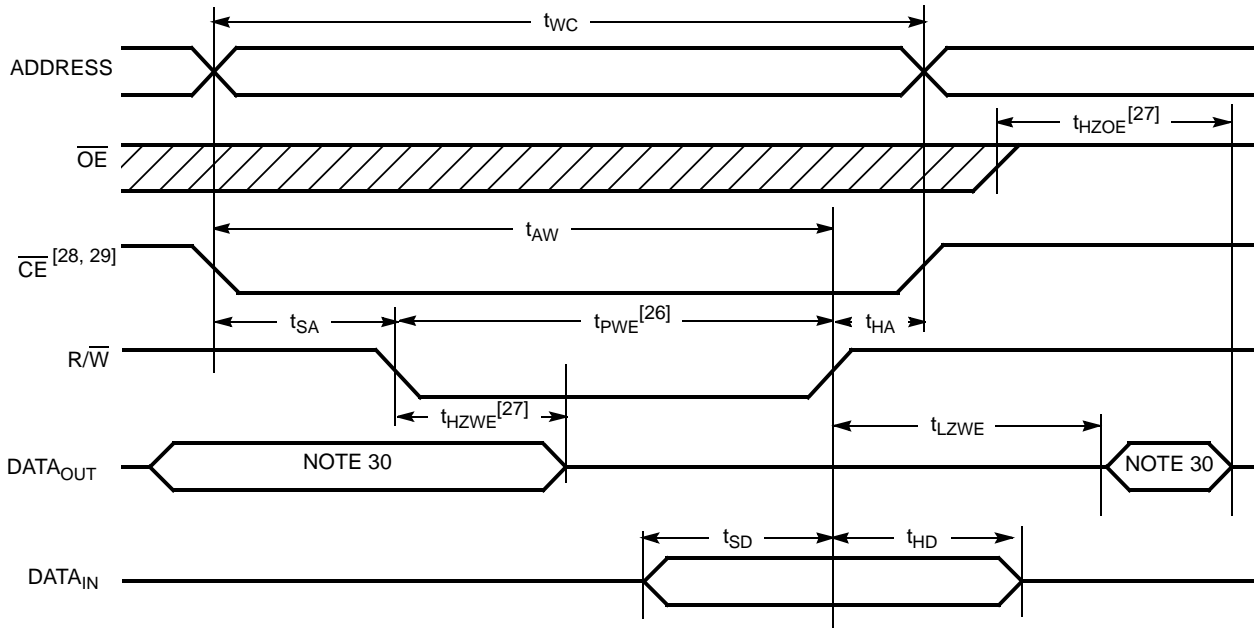 tWC
ADDRESS
tHZOE[27]
OE
tAW
CE [28, 29]
tSA
tPWE[26]
tHA
R/W
tHZWE[27]
tLZWE
DATAOUT
NOTE 30
NOTE 30
tSD
tHD
DATAIN